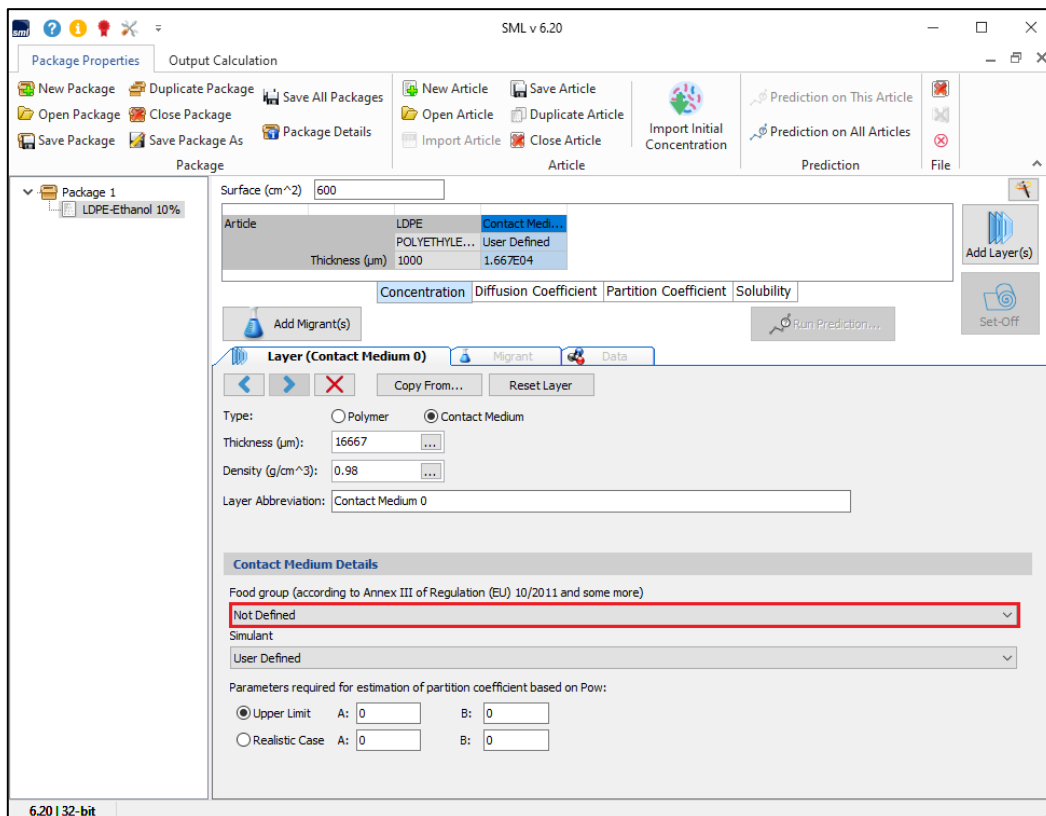 sml SML v 6.20
Package Properties Output Calculation
New Package Duplicate Package Save All Packages New Article Save Article Prediction on This Article
Open Package Close Package Open Article Duplicate Article Import Initial Concentration
Save Package Save Package As Package Details Import Article Close Article Prediction on All Articles
Package Article Prediction File
Package 1
LDPE-Ethanol 10%
Surface (cm^2) 600
Article LDPE Contact Medi...
POLYETHYLE... User Defined
Thickness (µm) 1000 1.667E04
Add Layer(s)
Concentration Diffusion Coefficient Partition Coefficient Solubility
Add Migrant(s) Run Prediction... Set-Off
Layer (Contact Medium 0) Migrant Data
Copy From... Reset Layer
Type: Polymer Contact Medium
Thickness (µm): 16667 ...
Density (g/cm^3): 0.98 ...
Layer Abbreviation: Contact Medium 0
Contact Medium Details
Food group (according to Annex III of Regulation (EU) 10/2011 and some more)
Not Defined
Simulant
User Defined
Parameters required for estimation of partition coefficient based on Pow:
Upper Limit A: 0 B: 0
Realistic Case A: 0 B: 0
6.20 | 32-bit